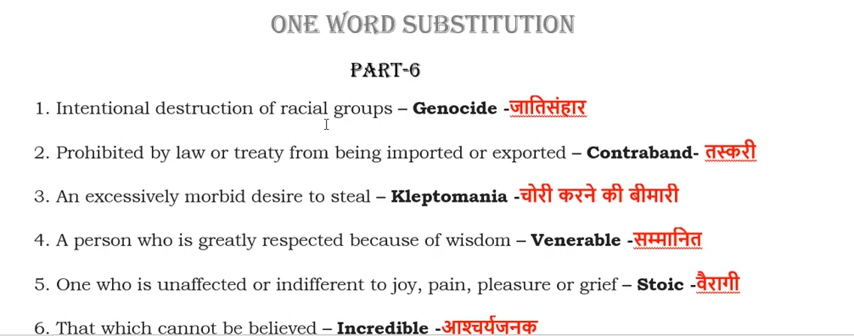 ONE WORD SUBSTITUTION
PART-6
1. Intentional destruction of racial groups – Genocide -जातिसंहार
2. Prohibited by law or treaty from being imported or exported – Contraband- तस्करी
3. An excessively morbid desire to steal – Kleptomania -चोरी करने की बीमारी
4. A person who is greatly respected because of wisdom – Venerable -सम्मानित
5. One who is unaffected or indifferent to joy, pain, pleasure or grief – Stoic -वैरागी
6. That which cannot be believed – Incredible -आश्चर्यजनक